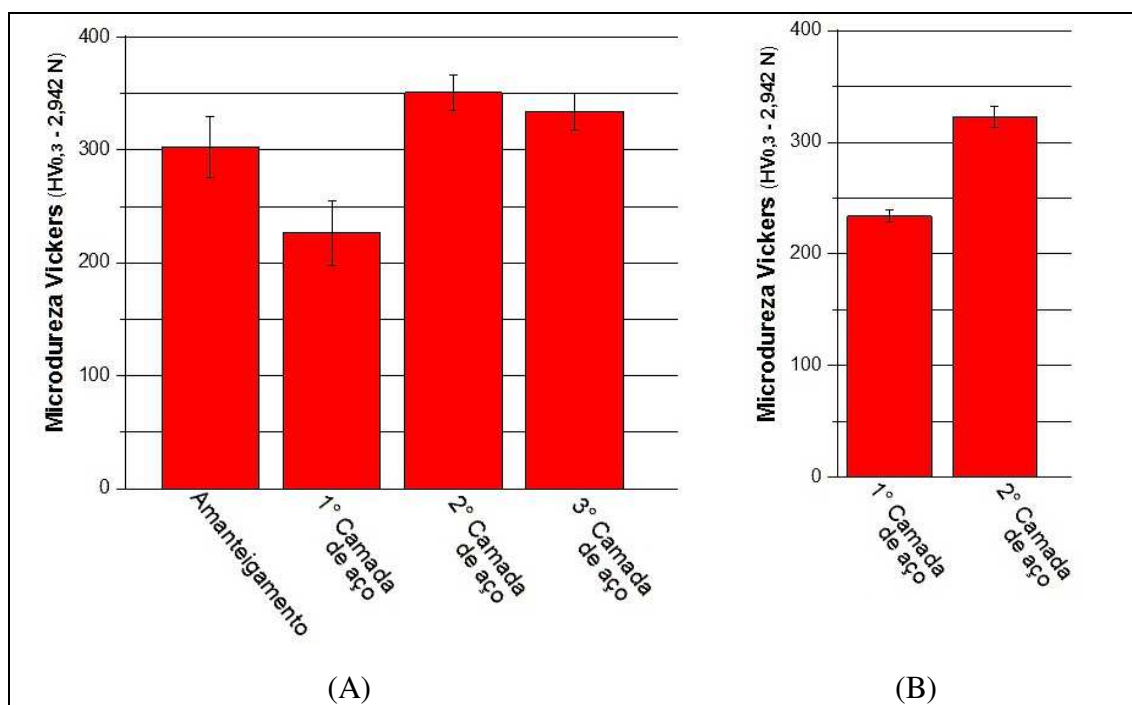 Microdureza Vickers (HV0,3 - 2,942 N)
400
300
200
100
0
Amanteigamento
1° Camada
de aço
2° Camada
de aço
3° Camada
de aço
(A)
Microdureza Vickers (HV0,3 - 2,942 N)
400
300
200
100
0
1° Camada
de aço
2° Camada
de aço
(B)